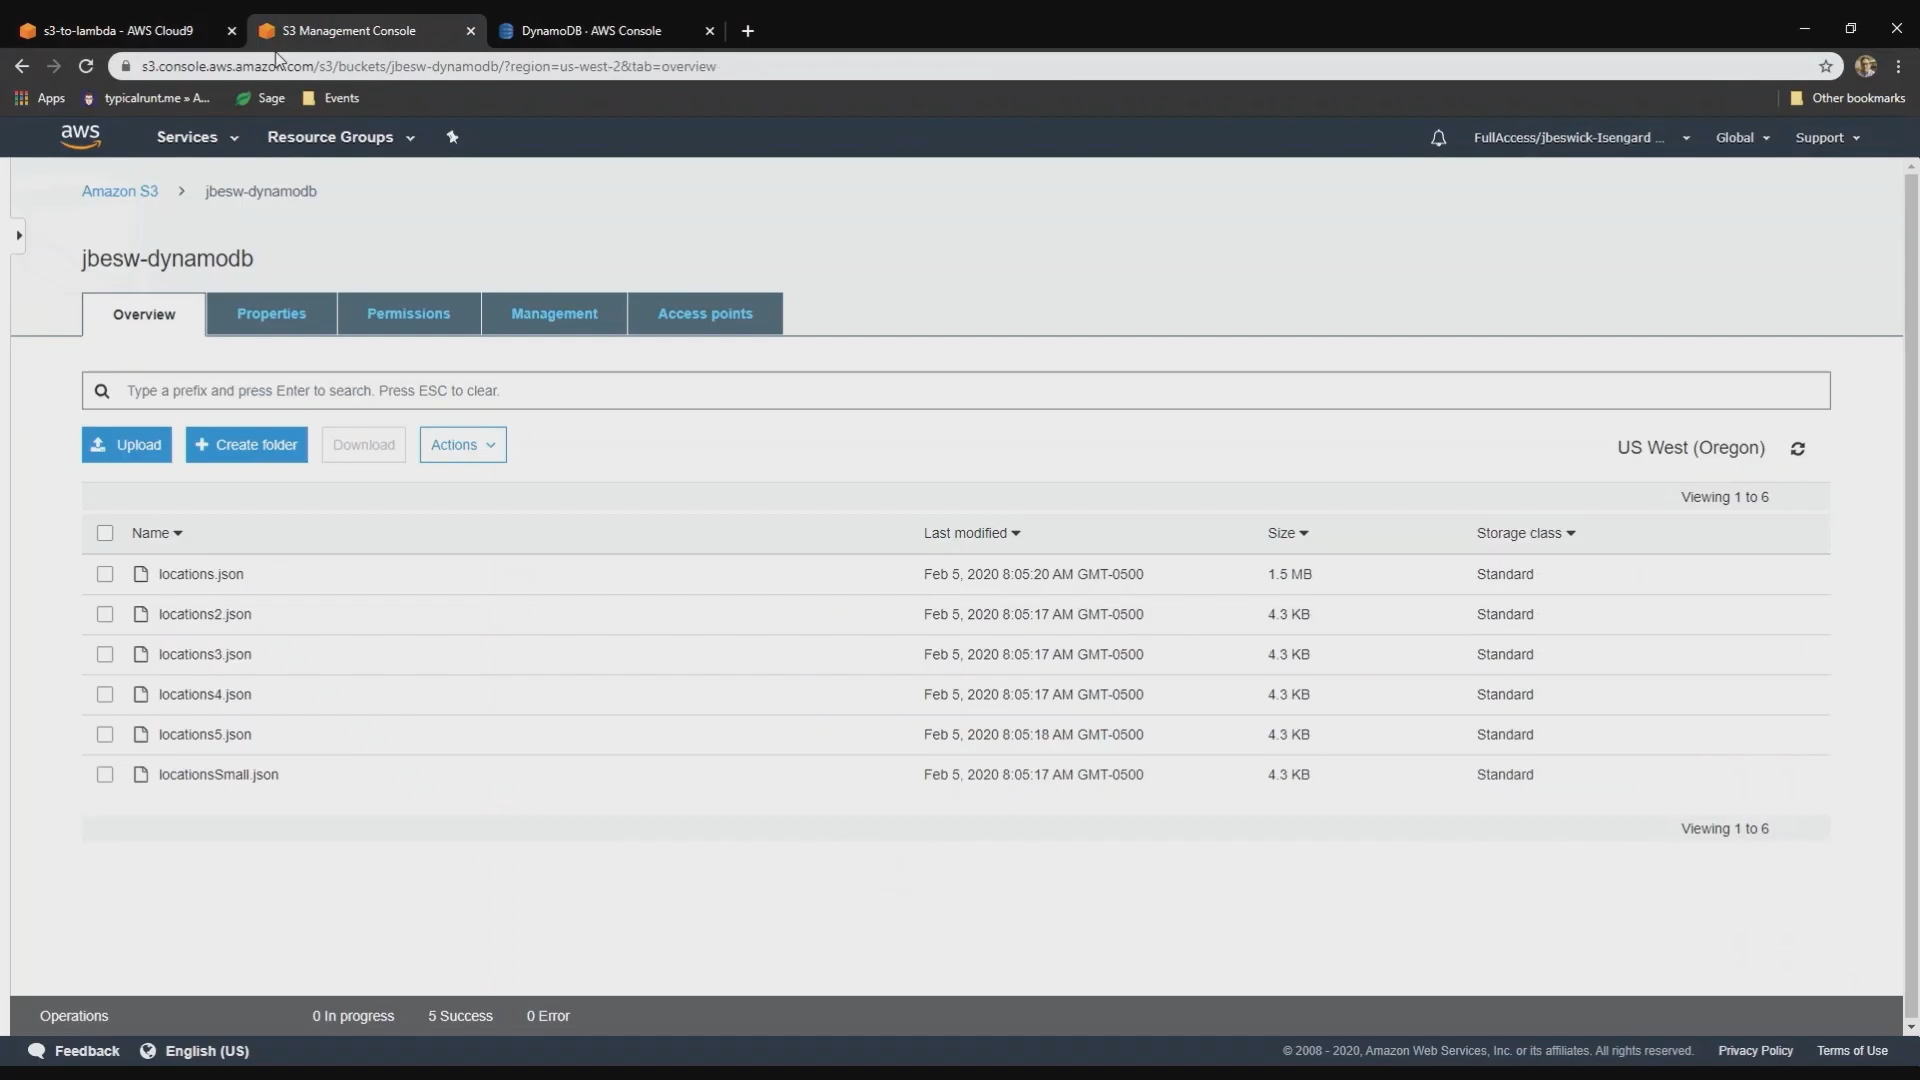 s3-to-lambda - AWS Cloud9
S3 Management Console
DynamoDB · AWS Console
s3.console.aws.amazon.com/s3/buckets/jbesw-dynamodb/?region=us-west-2&tab=overview
Apps
typicalrunt.me » A...
Sage
Events
Other bookmarks
aws
Services
Resource Groups
FullAccess/jbeswick-Isengard ...
Global
Support
Amazon S3
jbesw-dynamodb
jbesw-dynamodb
Overview
Properties
Permissions
Management
Access points
Type a prefix and press Enter to search. Press ESC to clear.
Upload
Create folder
Download
Actions
US West (Oregon)
Viewing 1 to 6
Name Last modified Size Storage class
locations.json Feb 5, 2020 8:05:20 AM GMT-0500 1.5 MB Standard
locations2.json Feb 5, 2020 8:05:17 AM GMT-0500 4.3 KB Standard
locations3.json Feb 5, 2020 8:05:17 AM GMT-0500 4.3 KB Standard
locations4.json Feb 5, 2020 8:05:17 AM GMT-0500 4.3 KB Standard
locations5.json Feb 5, 2020 8:05:18 AM GMT-0500 4.3 KB Standard
locationsSmall.json Feb 5, 2020 8:05:17 AM GMT-0500 4.3 KB Standard
Viewing 1 to 6
Operations 0 In progress 5 Success 0 Error
Feedback English (US) © 2008 - 2020, Amazon Web Services, Inc. or its affiliates. All rights reserved. Privacy Policy Terms of Use